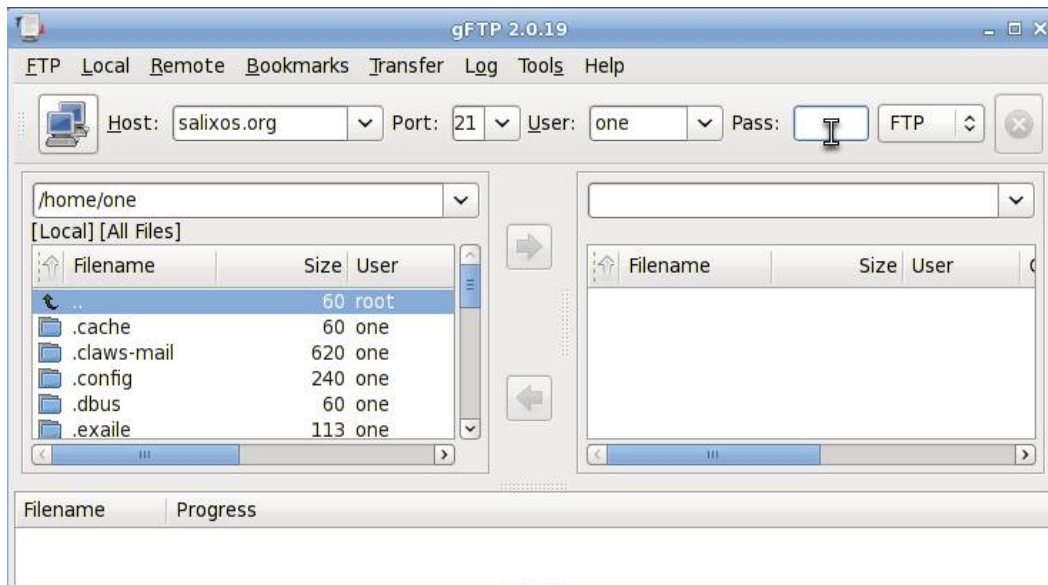 gFTP 2.0.19
FTP Local Remote Bookmarks Transfer Log Tools Help
Host: salixos.org Port: 21 User: one Pass: FTP
/home/one
[Local] [All Files]
Filename Size User Filename Size User
.. 60 root
.cache 60 one
.claws-mail 620 one
.config 240 one
.dbus 60 one
.exaile 113 one
Filename Progress